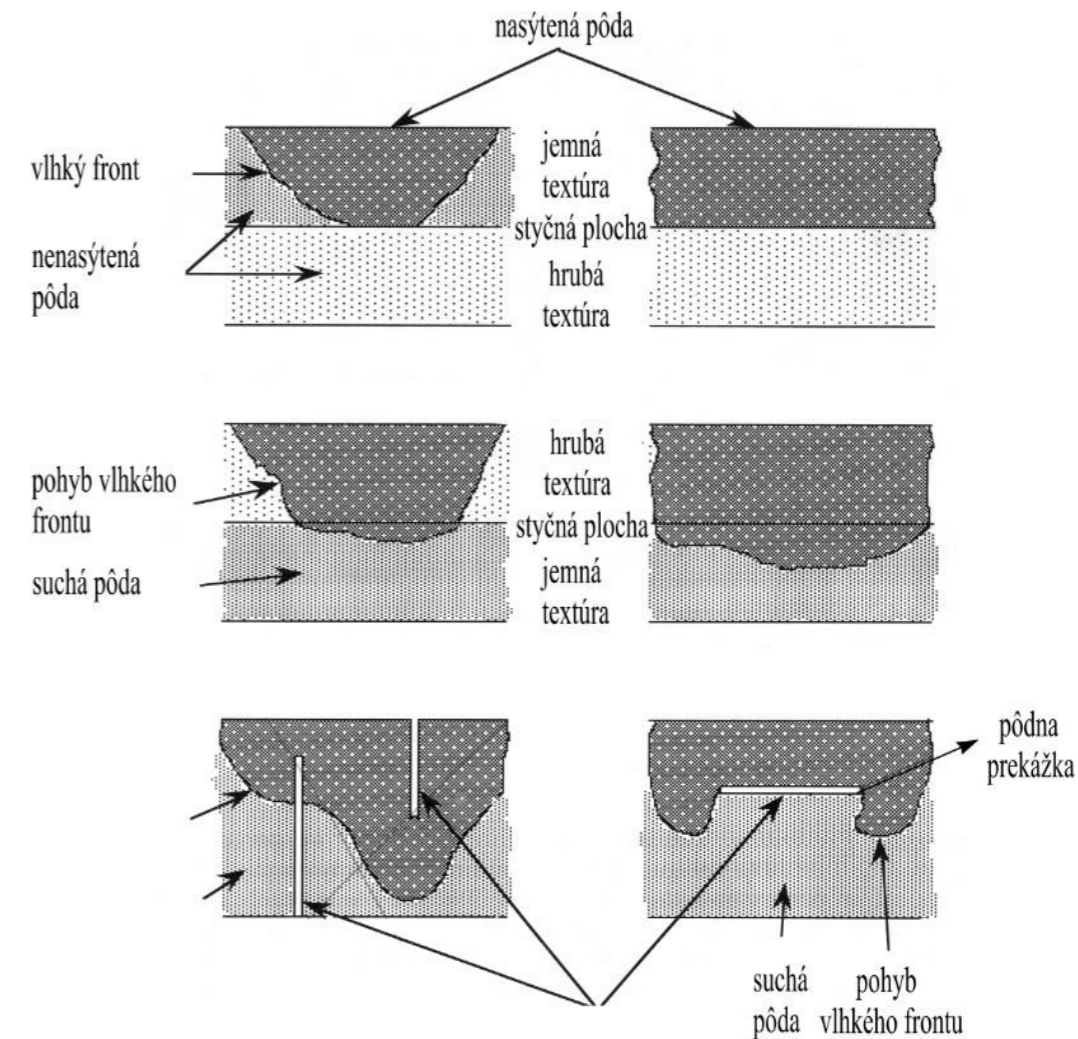 nasýtená pôda
vlhký front
nenasýtená
pôda
jemná
textúra
styčná plocha
hrubá
textúra
pohyb vlhkého
frontu
suchá pôda
hrubá
textúra
styčná plocha
jemná
textúra
pôdna
prekážka
suchá
pôda
pohyb
vlhkého frontu